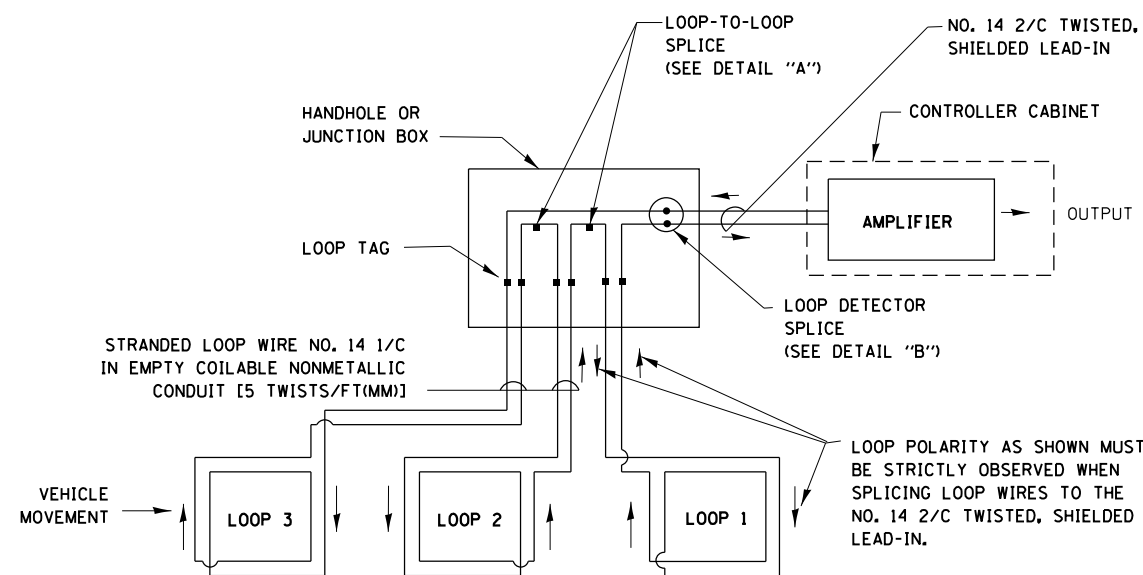 LOOP-TO-LOOP
SPLICE
(SEE DETAIL "A")
NO. 14 2/C TWISTED,
SHIELDED LEAD-IN
HANDHOLE OR
JUNCTION BOX
CONTROLLER CABINET
AMPLIFIER
OUTPUT
LOOP TAG
LOOP DETECTOR
SPLICE
(SEE DETAIL "B")
STRANDED LOOP WIRE NO. 14 1/C
IN EMPTY COILABLE NONMETALLIC
CONDUIT [5 TWISTS/FT(MM)]
LOOP POLARITY AS SHOWN MUST
BE STRICTLY OBSERVED WHEN
SPLICING LOOP WIRES TO THE
NO. 14 2/C TWISTED, SHIELDED
LEAD-IN.
VEHICLE
MOVEMENT
LOOP 3
LOOP 2
LOOP 1